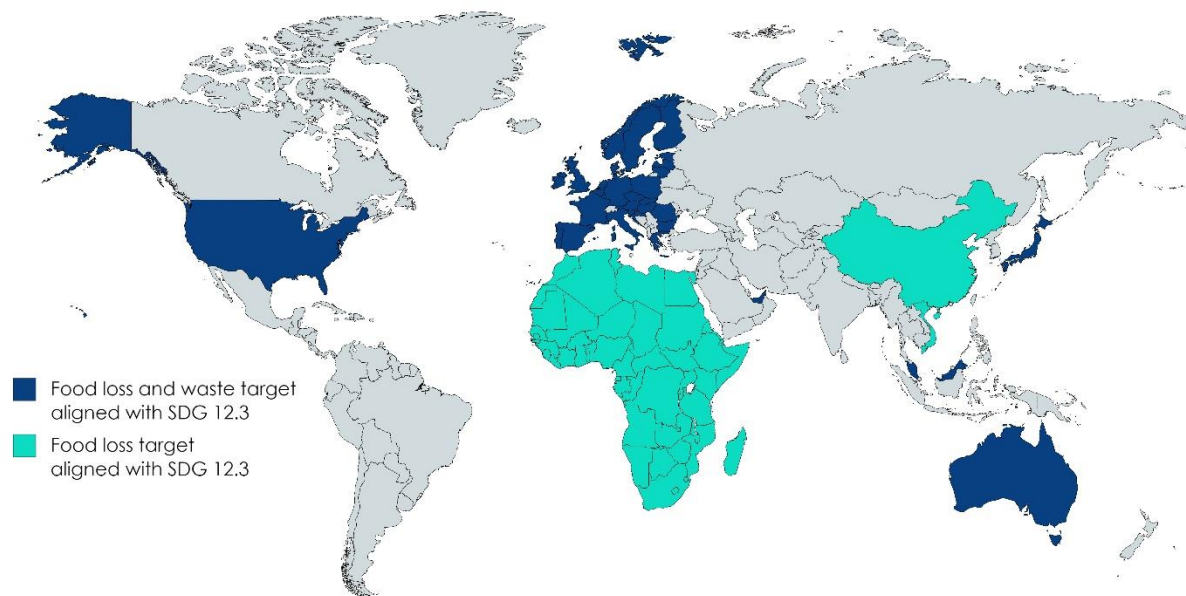 Food loss and waste target
aligned with SDG 12.3
Food loss target
aligned with SDG 12.3